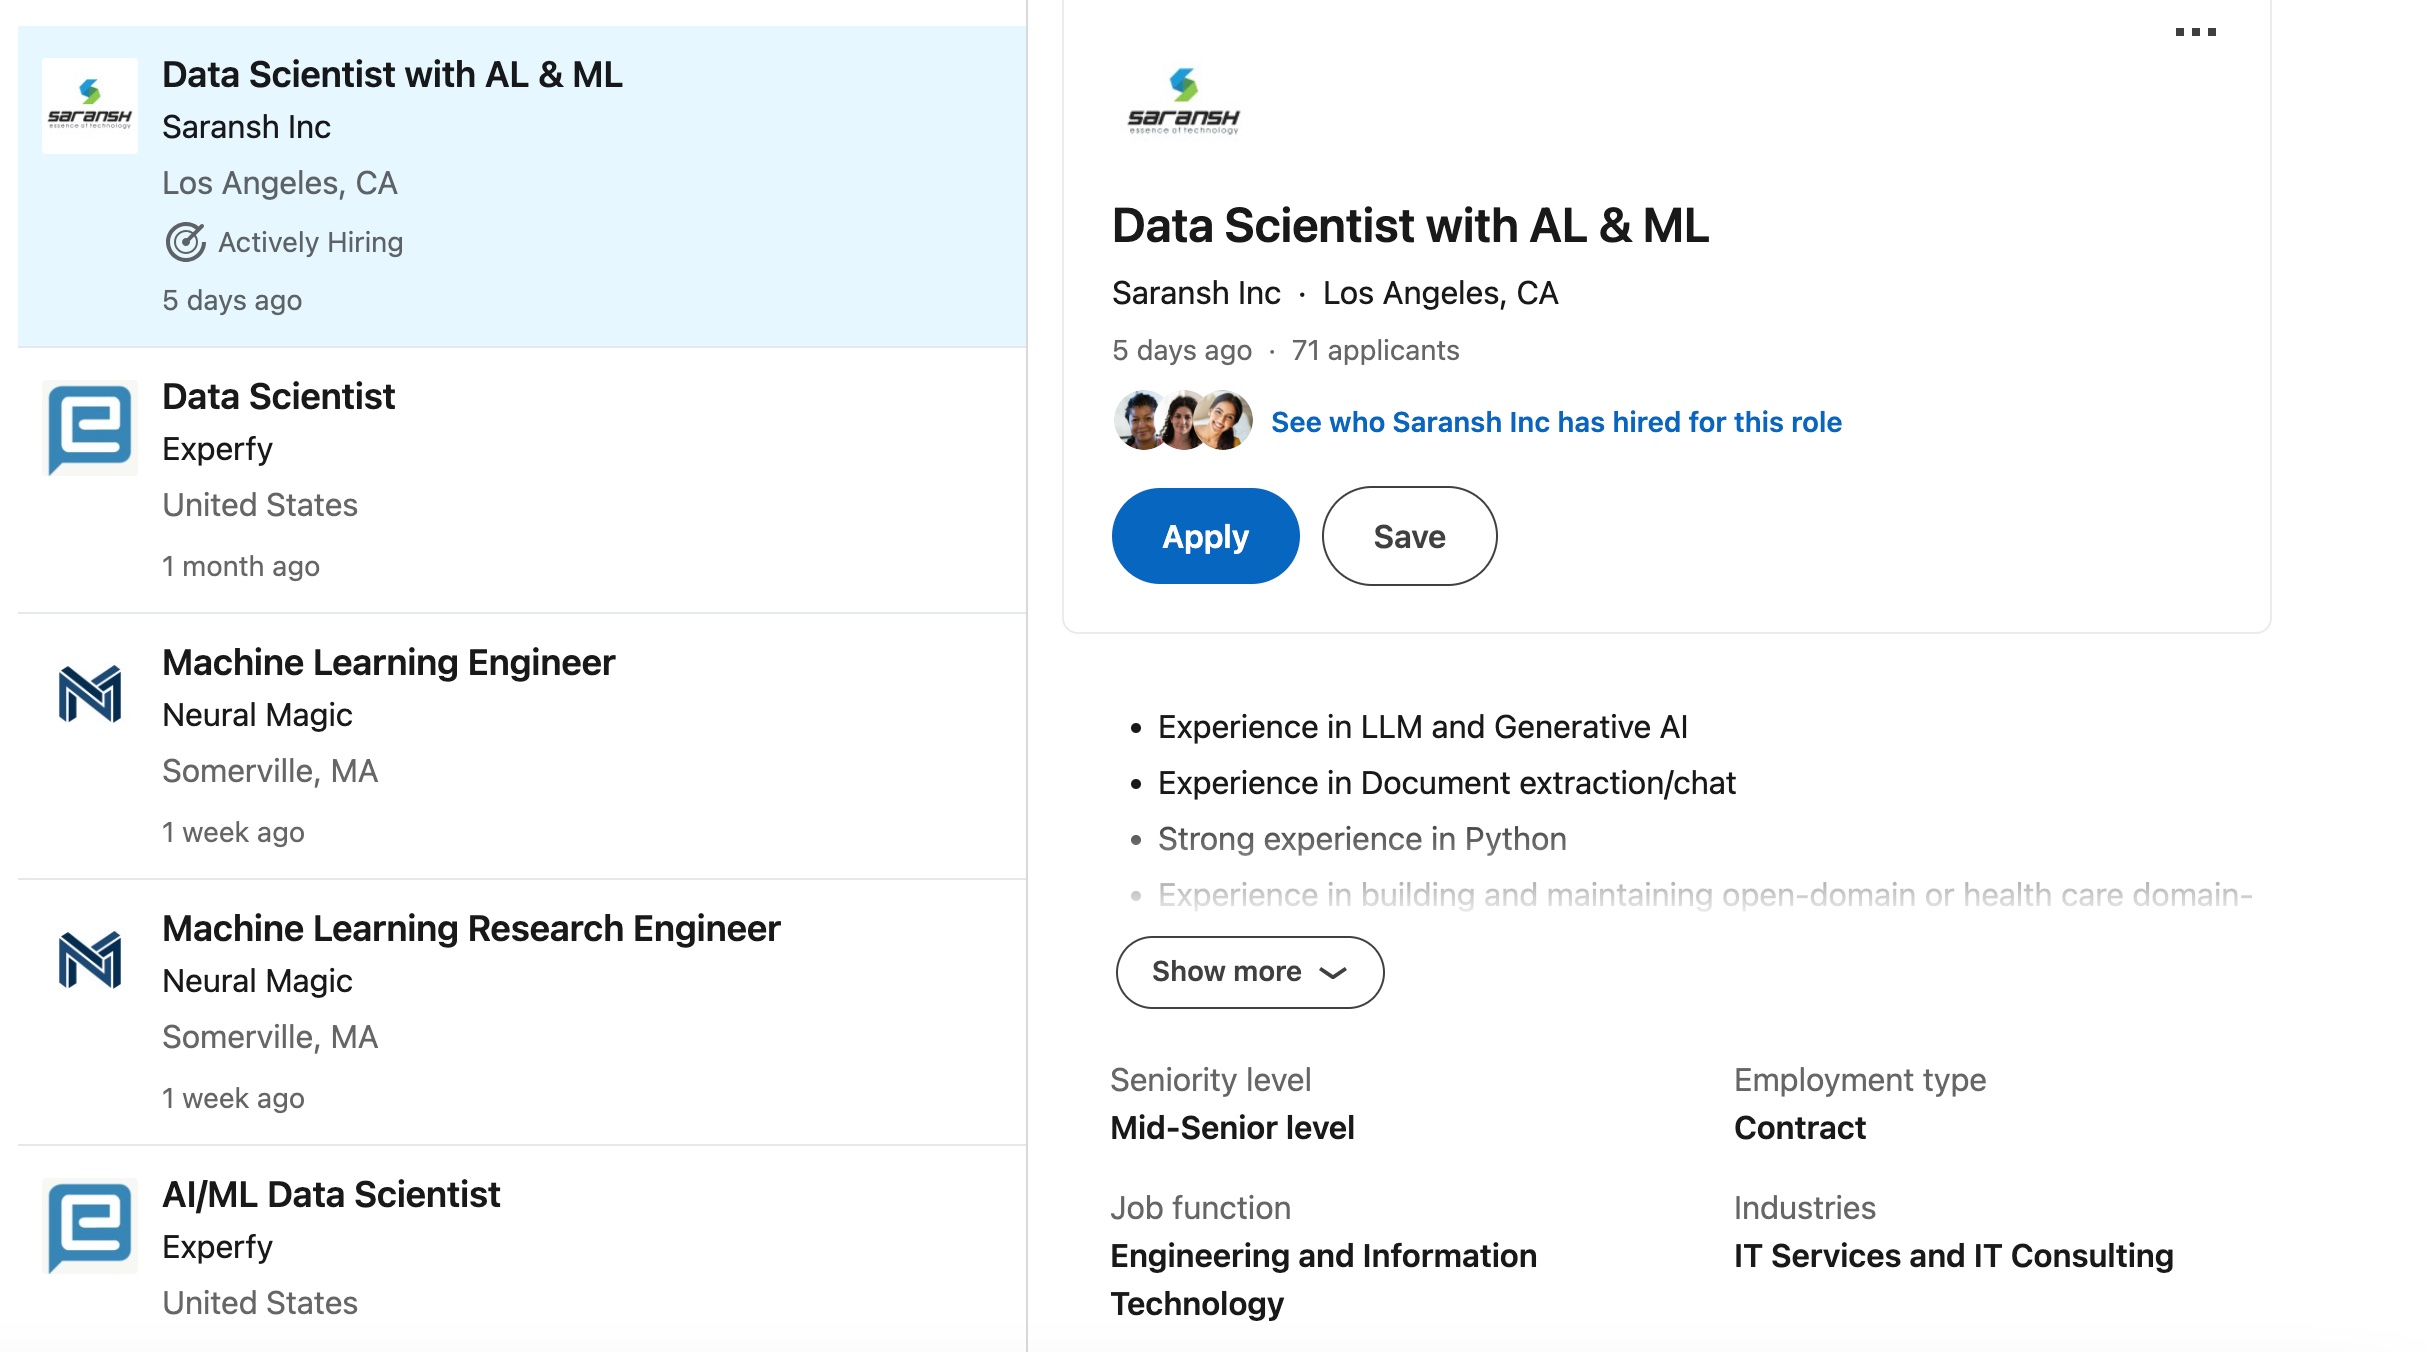 saransh
essence of technology
Data Scientist with AL & ML
Saransh Inc
Los Angeles, CA
Actively Hiring
5 days ago
Data Scientist
Experfy
United States
1 month ago
Machine Learning Engineer
Neural Magic
Somerville, MA
1 week ago
Machine Learning Research Engineer
Neural Magic
Somerville, MA
1 week ago
AI/ML Data Scientist
Experfy
United States
saransh
essence of technology
Data Scientist with AL & ML
Saransh Inc · Los Angeles, CA
5 days ago · 71 applicants
See who Saransh Inc has hired for this role
Apply Save
• Experience in LLM and Generative AI
• Experience in Document extraction/chat
• Strong experience in Python
• Experience in building and maintaining open-domain or health care domain-
Show more
Seniority level
Mid-Senior level
Employment type
Contract
Job function
Engineering and Information
Technology
Industries
IT Services and IT Consulting